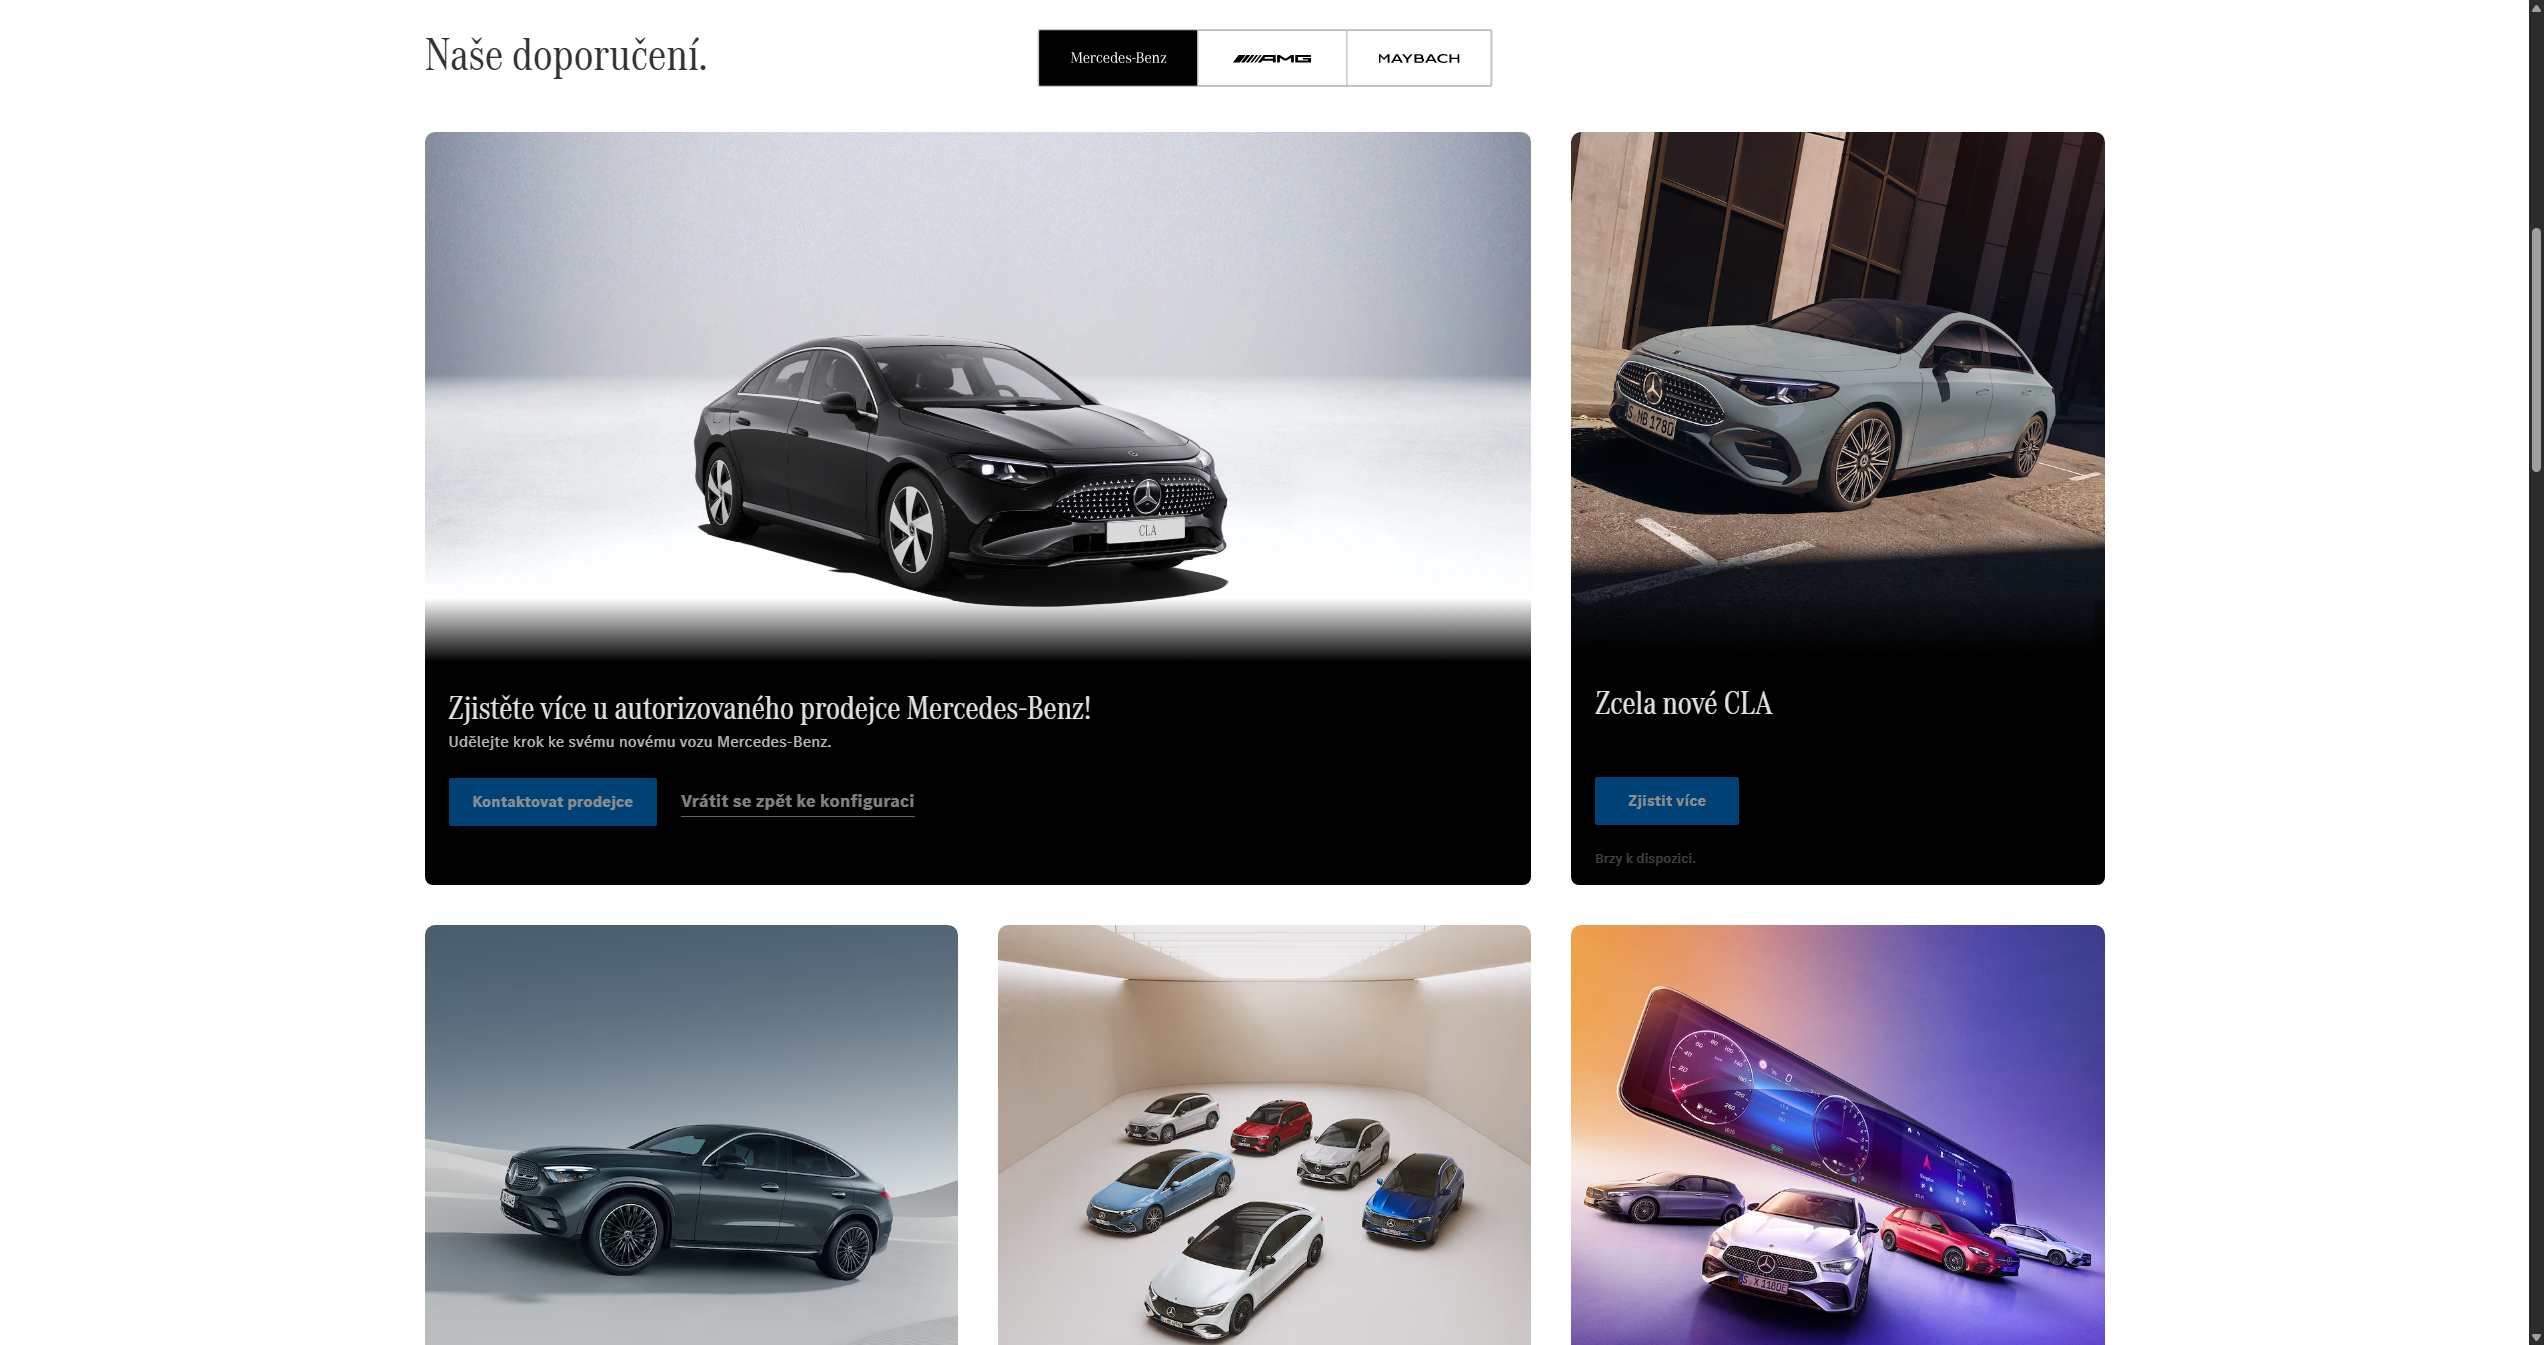 Naše doporučení.
Mercedes-Benz
AMG
MAYBACH
CLA
S MB 1780
Zjistěte více u autorizovaného prodejce Mercedes-Benz!
Udělejte krok ke svému novému vozu Mercedes-Benz.
Kontaktovat prodejce
Vrátit se zpět ke konfiguraci
Zcela nové CLA
Zjistit více
Brzy k dispozici.